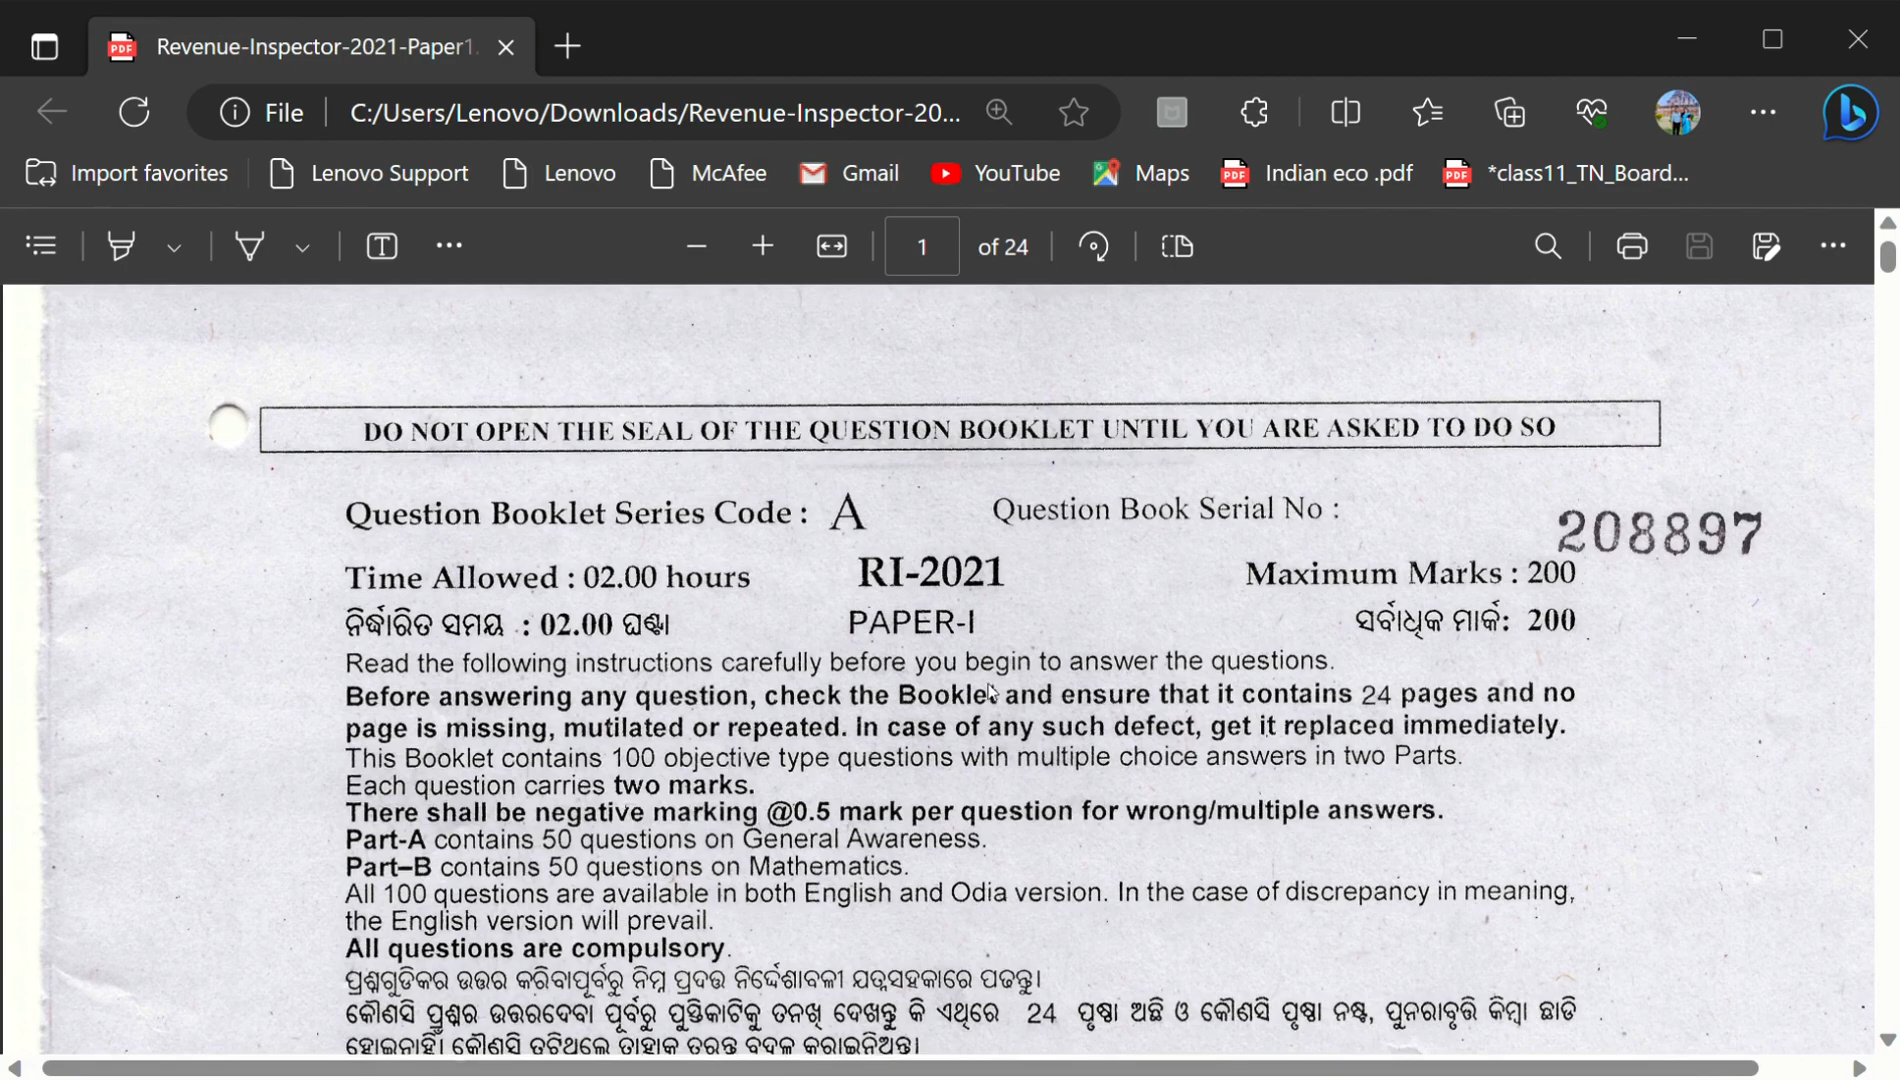 Revenue-Inspector-2021-Paper1.
File C:/Users/Lenovo/Downloads/Revenue-Inspector-20...
Import favorites Lenovo Support Lenovo McAfee Gmail YouTube Maps Indian eco .pdf *class11_TN_Board...
1 of 24
DO NOT OPEN THE SEAL OF THE QUESTION BOOKLET UNTIL YOU ARE ASKED TO DO SO
Question Booklet Series Code : A Question Book Serial No :
208897
Time Allowed : 02.00 hours RI-2021 Maximum Marks : 200
ନିର୍ଦ୍ଧାରିତ ସମୟ : 02.00 ଘଣ୍ଟା PAPER-I ସର୍ବାଧିକ ମାର୍କ: 200
Read the following instructions carefully before you begin to answer the questions.
Before answering any question, check the Booklet and ensure that it contains 24 pages and no
page is missing, mutilated or repeated. In case of any such defect, get it replaced immediately.
This Booklet contains 100 objective type questions with multiple choice answers in two Parts.
Each question carries two marks.
There shall be negative marking @0.5 mark per question for wrong/multiple answers.
Part-A contains 50 questions on General Awareness.
Part–B contains 50 questions on Mathematics.
All 100 questions are available in both English and Odia version. In the case of discrepancy in meaning,
the English version will prevail.
All questions are compulsory.
ପ୍ରଶ୍ନଗୁଡିକର ଉତ୍ତର କରିବାପୂର୍ବରୁ ନିମ୍ନ ପ୍ରଦତ୍ତ ନିର୍ଦ୍ଦେଶାବଳୀ ଯତ୍ନସହକାରେ ପଢନ୍ତୁ।
କୌଣସି ପ୍ରଶ୍ନର ଉତ୍ତରଦେବା ପୂର୍ବରୁ ପୁସ୍ତିକାଟିକୁ ତନଖି ଦେଖନ୍ତୁ କି ଏଥିରେ 24 ପୃଷ୍ଠା ଅଛି ଓ କୌଣସି ପୃଷ୍ଠା ନଷ୍ଟ, ପୁନରାବୃତ୍ତି କିମ୍ବା ଛାଡି
ହୋଇନାହିଁ। କୌଣସି ତ୍ରୁଟିଥିଲେ ତାହାକୁ ତୁରନ୍ତ ବଦଳ କରାଇନିଅନ୍ତୁ।